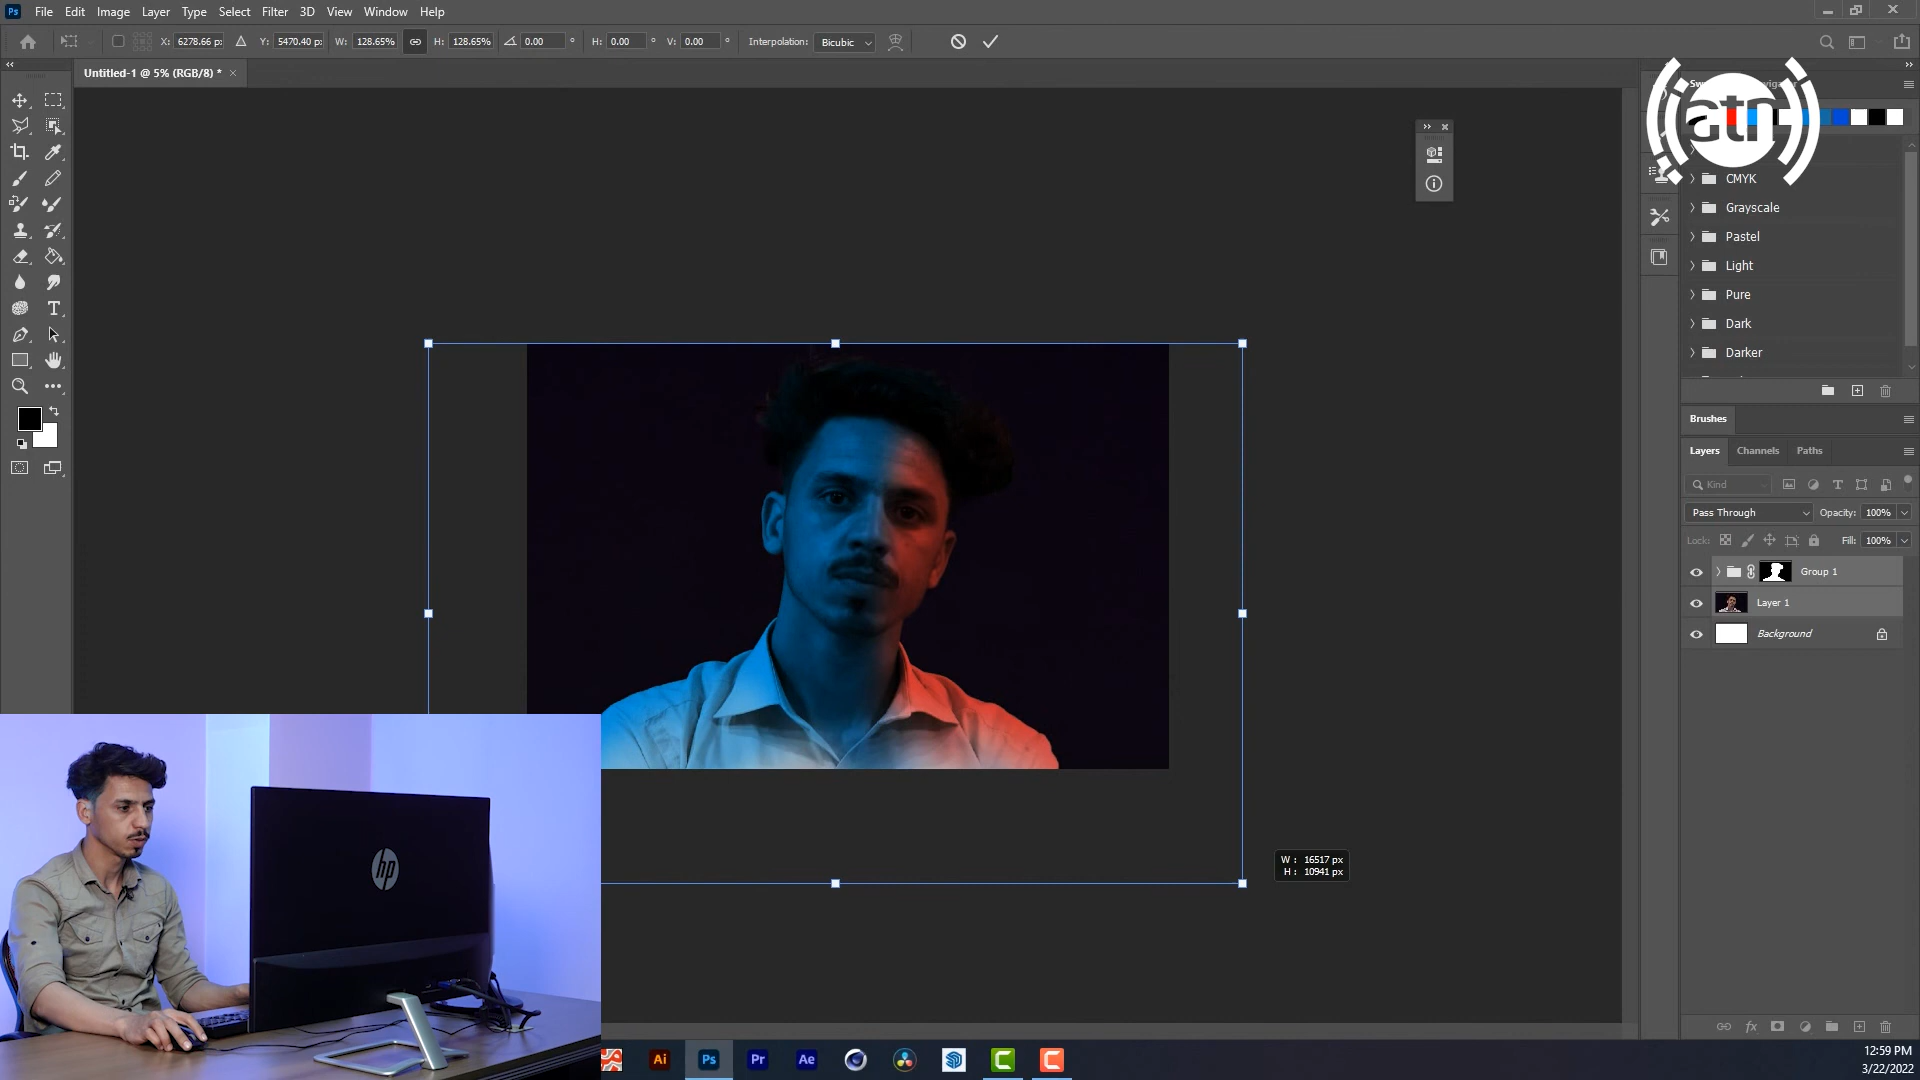 Ps File Edit Image Layer Type Select Filter 3D View Window Help
X: 6278.66 p: Y: 5470.40 p: W: 128.65% H: 128.65% 0.00 ° H: 0.00 ° V: 0.00 ° Interpolation: Bicubic
Untitled-1 @ 5% (RGB/8) * ×
atn
CMYK
Grayscale
Pastel
Light
Pure
Dark
Darker
Brushes
Layers Channels Paths
Kind
Pass Through Opacity: 100%
Lock: Fill: 100%
Group 1
Layer 1
Background
W : 16517 px
H : 10941 px
hp
Ai Ps Pr Ae
12:59 PM
3/22/2022